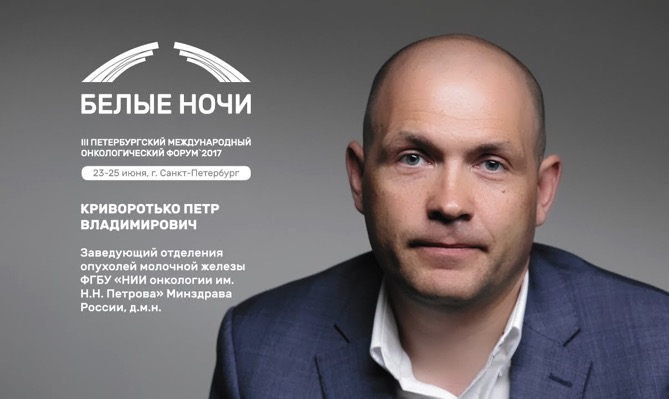 БЕЛЫЕ НОЧИ
III ПЕТЕРБУРГСКИЙ МЕЖДУНАРОДНЫЙ
ОНКОЛОГИЧЕСКИЙ ФОРУМ`2017
23-25 июня, г. Санкт-Петербург
КРИВОРОТЬКО ПЕТР
ВЛАДИМИРОВИЧ
Заведующий отделения
опухолей молочной железы
ФГБУ «НИИ онкологии им.
Н.Н. Петрова» Минздрава
России, д.м.н.